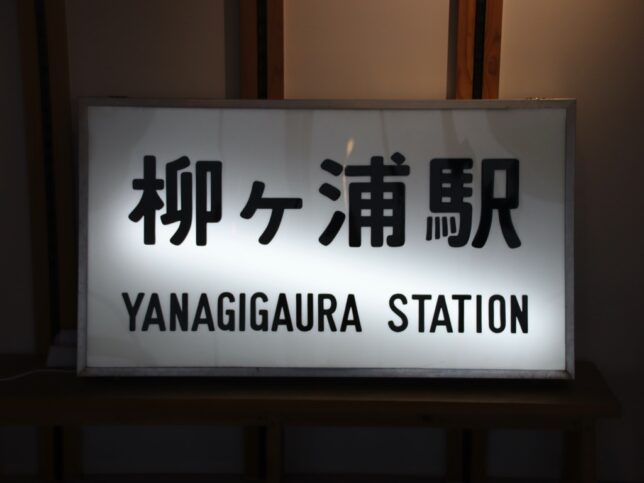 柳ヶ浦駅
YANAGIGAURA STATION